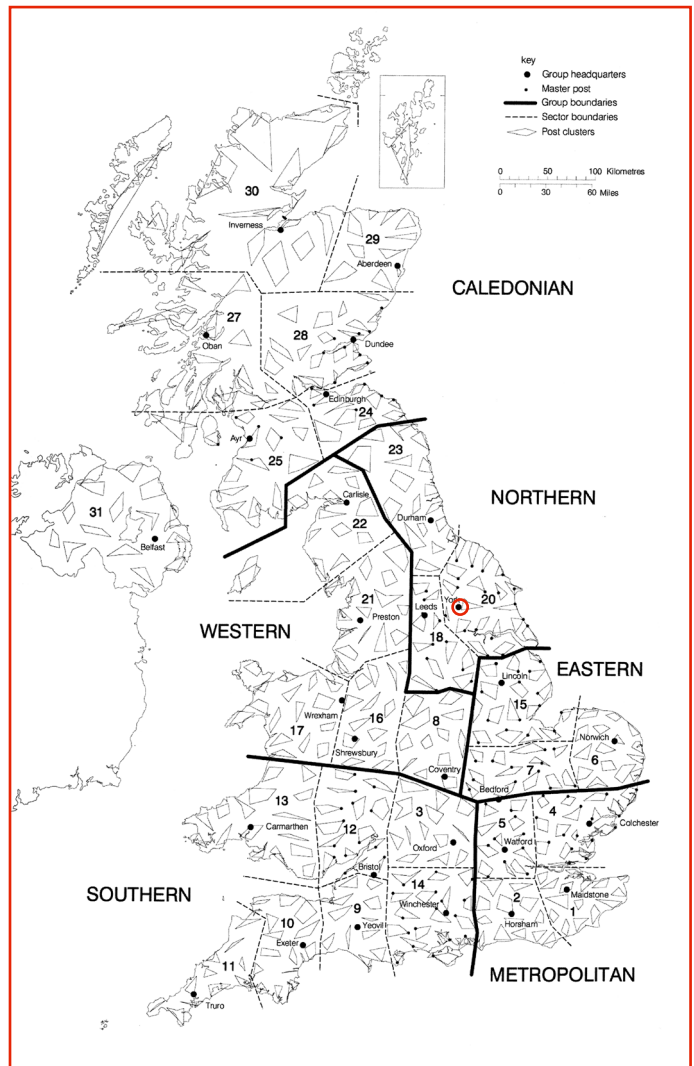 key
Group headquarters
Master post
Group boundaries
Sector boundaries
Post clusters
0 50 100 Kilometres
0 30 60 Miles
30
Inverness
29
Aberdeen
CALEDONIAN
27
Oban
28
Dundee
Edinburgh
24
Ayr
25
23
Carlisle
22
NORTHERN
31
Belfast
Durham
21
Preston
Leeds
York
20
18
WESTERN
EASTERN
Lincoln
15
Wrexham
17
16
Shrewsbury
8
Coventry
Norwich
6
7
Bedford
13
Carmarthen
12
3
Oxford
5
Watford
4
Colchester
Bristol
SOUTHERN
14
Winchester
2
Horsham
Maidstone
1
10
Exeter
9
Yeovil
11
Truro
METROPOLITAN